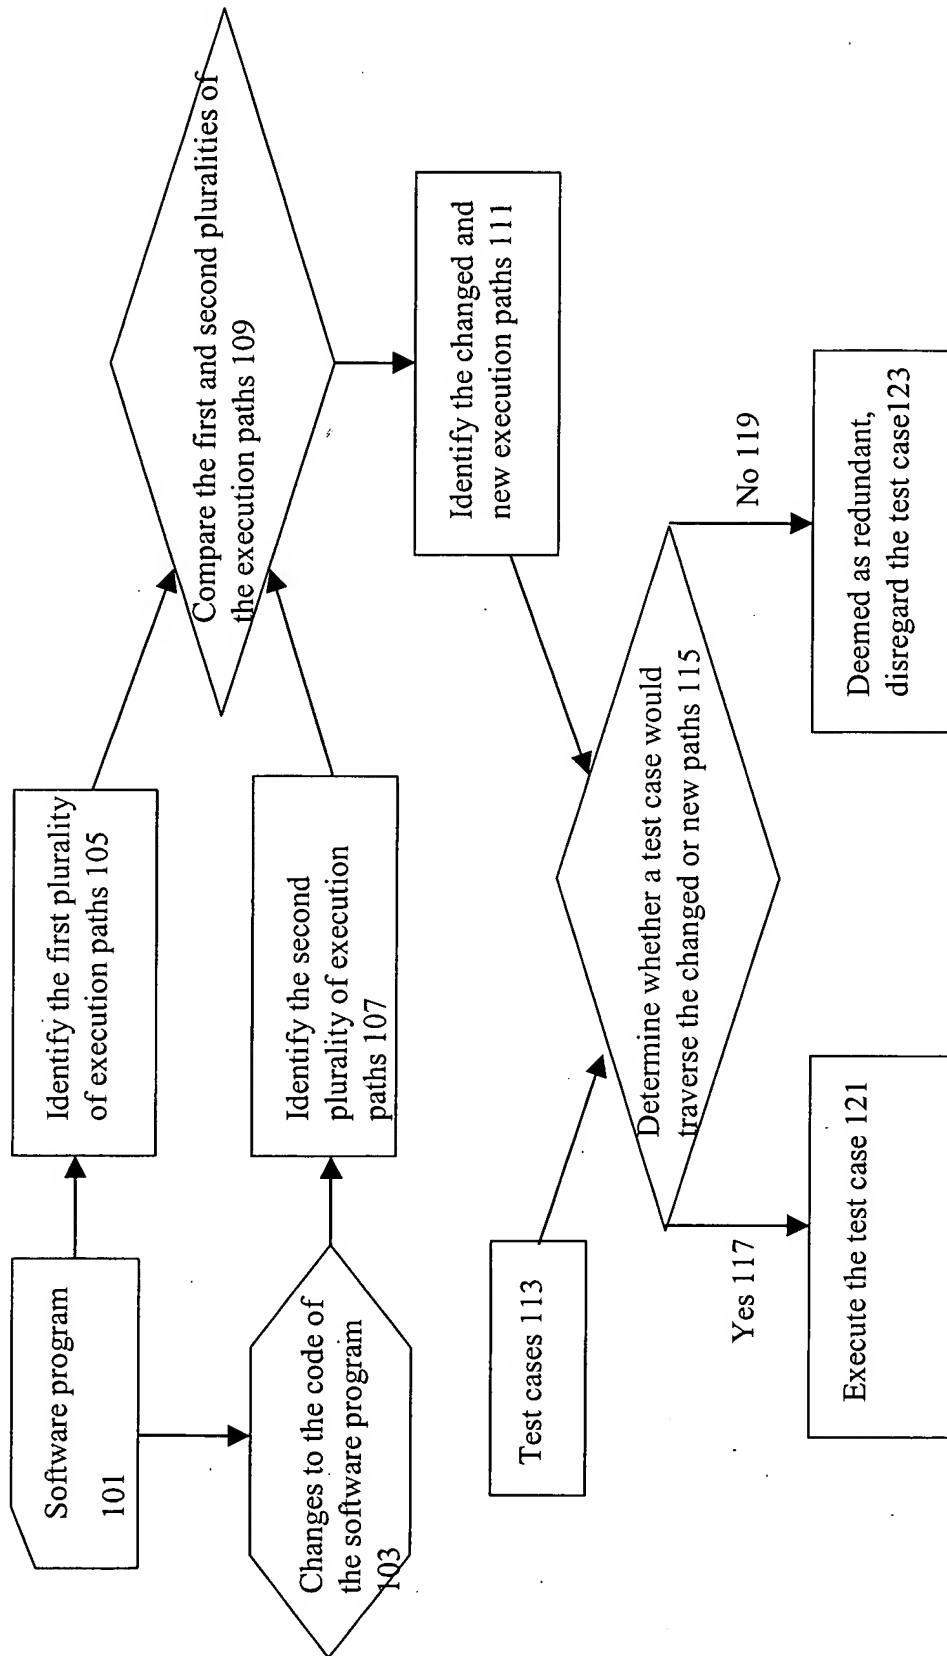 Software program
101
Identify the first plurality
of execution paths 105
Changes to the code of
the software program
103
Identify the second
plurality of execution
paths 107
Compare the first and second pluralities of
the execution paths 109
Identify the changed and
new execution paths 111
Test cases 113
Determine whether a test case would
traverse the changed or new paths 115
Yes 117
No 119
Execute the test case 121
Deemed as redundant,
disregard the test case123